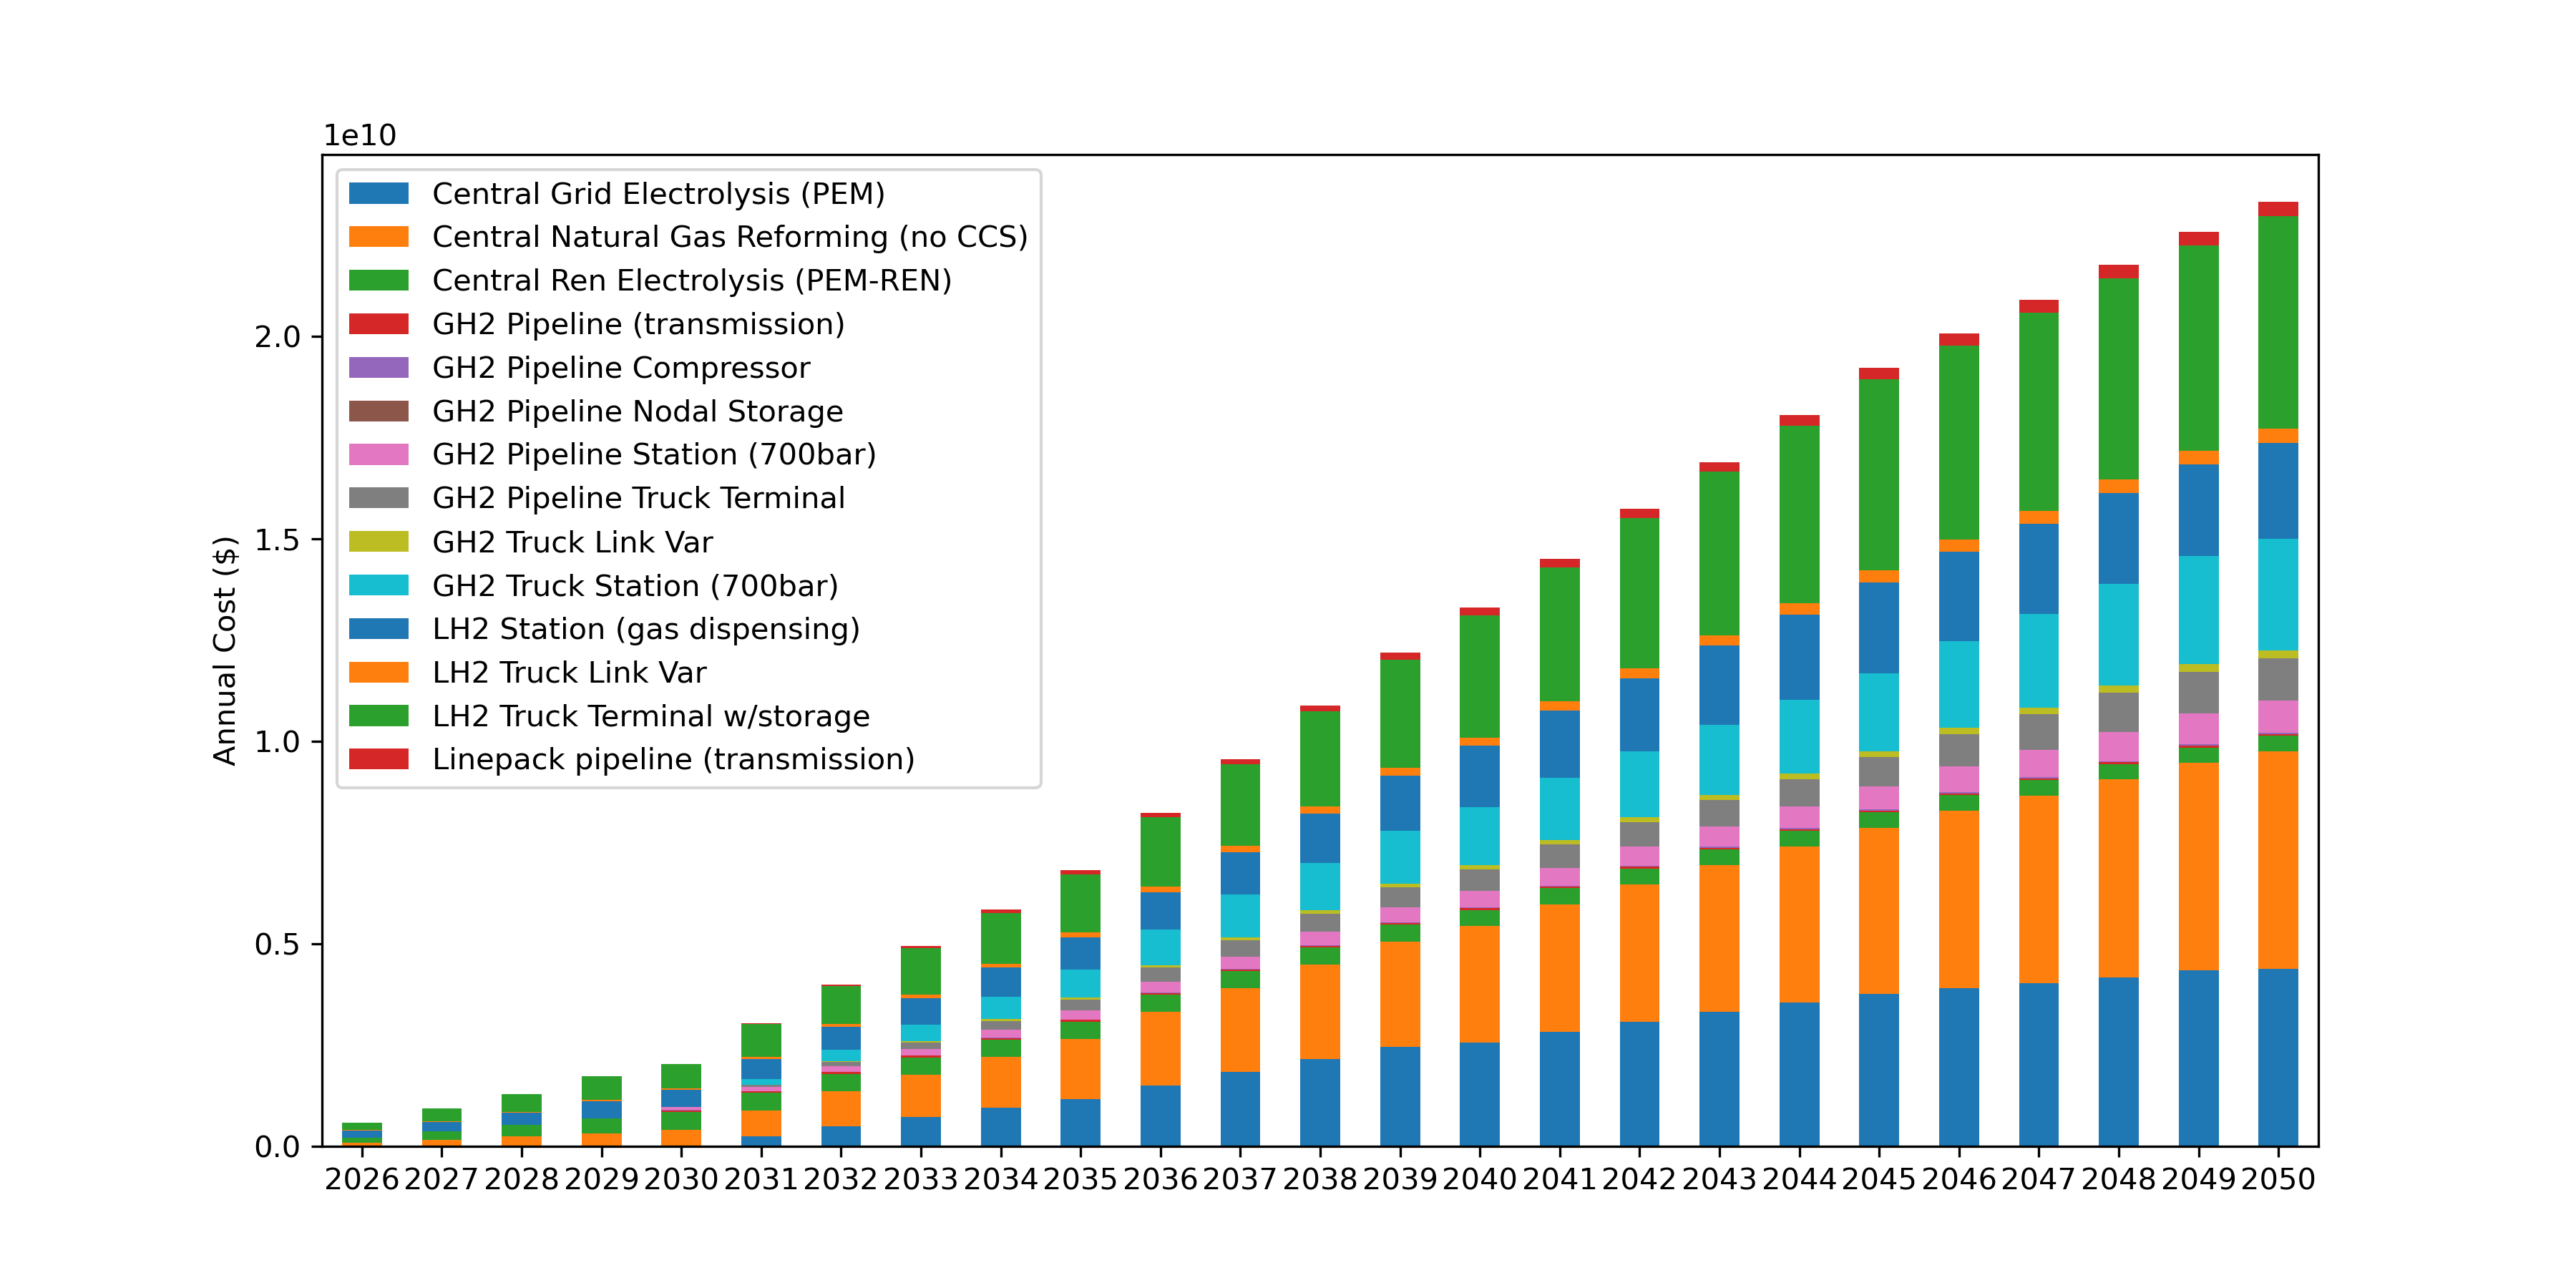 1e10
Central Grid Electrolysis (PEM)
Central Natural Gas Reforming (no CCS)
Central Ren Electrolysis (PEM-REN)
GH2 Pipeline (transmission)
GH2 Pipeline Compressor
GH2 Pipeline Nodal Storage
GH2 Pipeline Station (700bar)
GH2 Pipeline Truck Terminal
GH2 Truck Link Var
GH2 Truck Station (700bar)
LH2 Station (gas dispensing)
LH2 Truck Link Var
LH2 Truck Terminal w/storage
Linepack pipeline (transmission)
Annual Cost ($)
2.0
1.5
1.0
0.5
0.0
2026 2027 2028 2029 2030 2031 2032 2033 2034 2035 2036 2037 2038 2039 2040 2041 2042 2043 2044 2045 2046 2047 2048 2049 2050